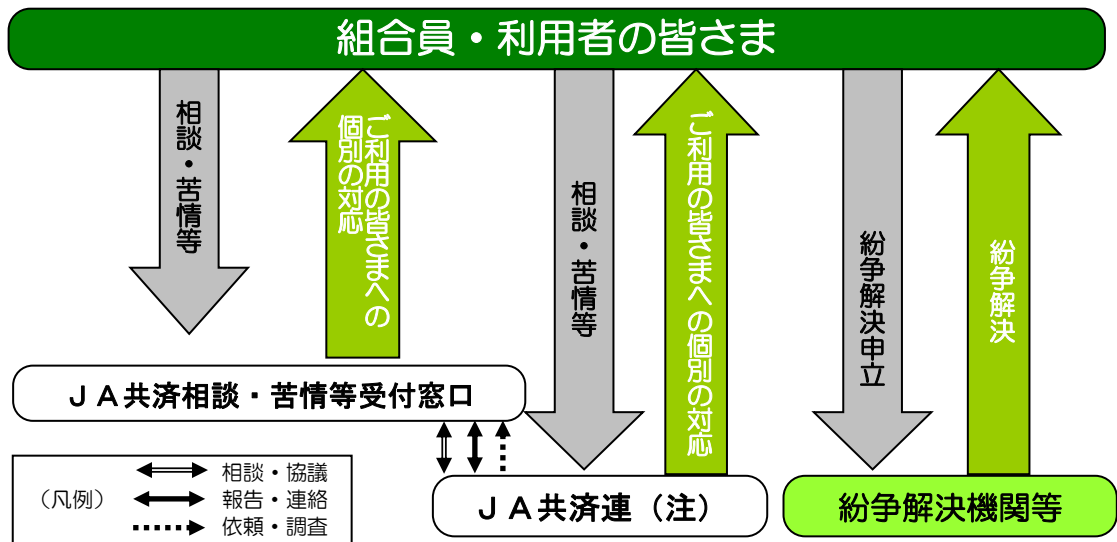 組合員・利用者の皆さま
相談・苦情等
ご利用の皆さまへの
個別の対応
相談・苦情等
ご利用の皆さまへの個別の対応
紛争解決申立
紛争解決
ＪＡ共済相談・苦情等受付窓口
（凡例）
相談・協議
報告・連絡
依頼・調査
ＪＡ共済連（注）
紛争解決機関等